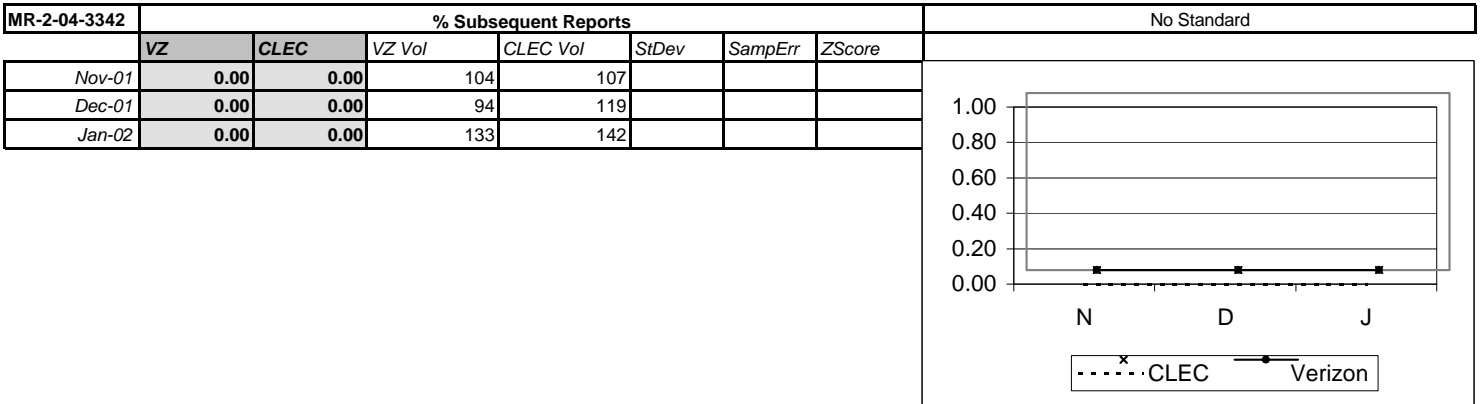 MR-2-04-3342 % Subsequent Reports No Standard
VZ CLEC VZ Vol CLEC Vol StDev SampErr ZScore
Nov-01 0.00 0.00 104 107
Dec-01 0.00 0.00 94 119
Jan-02 0.00 0.00 133 142
1.00
0.80
0.60
0.40
0.20
0.00
N D J
CLEC Verizon